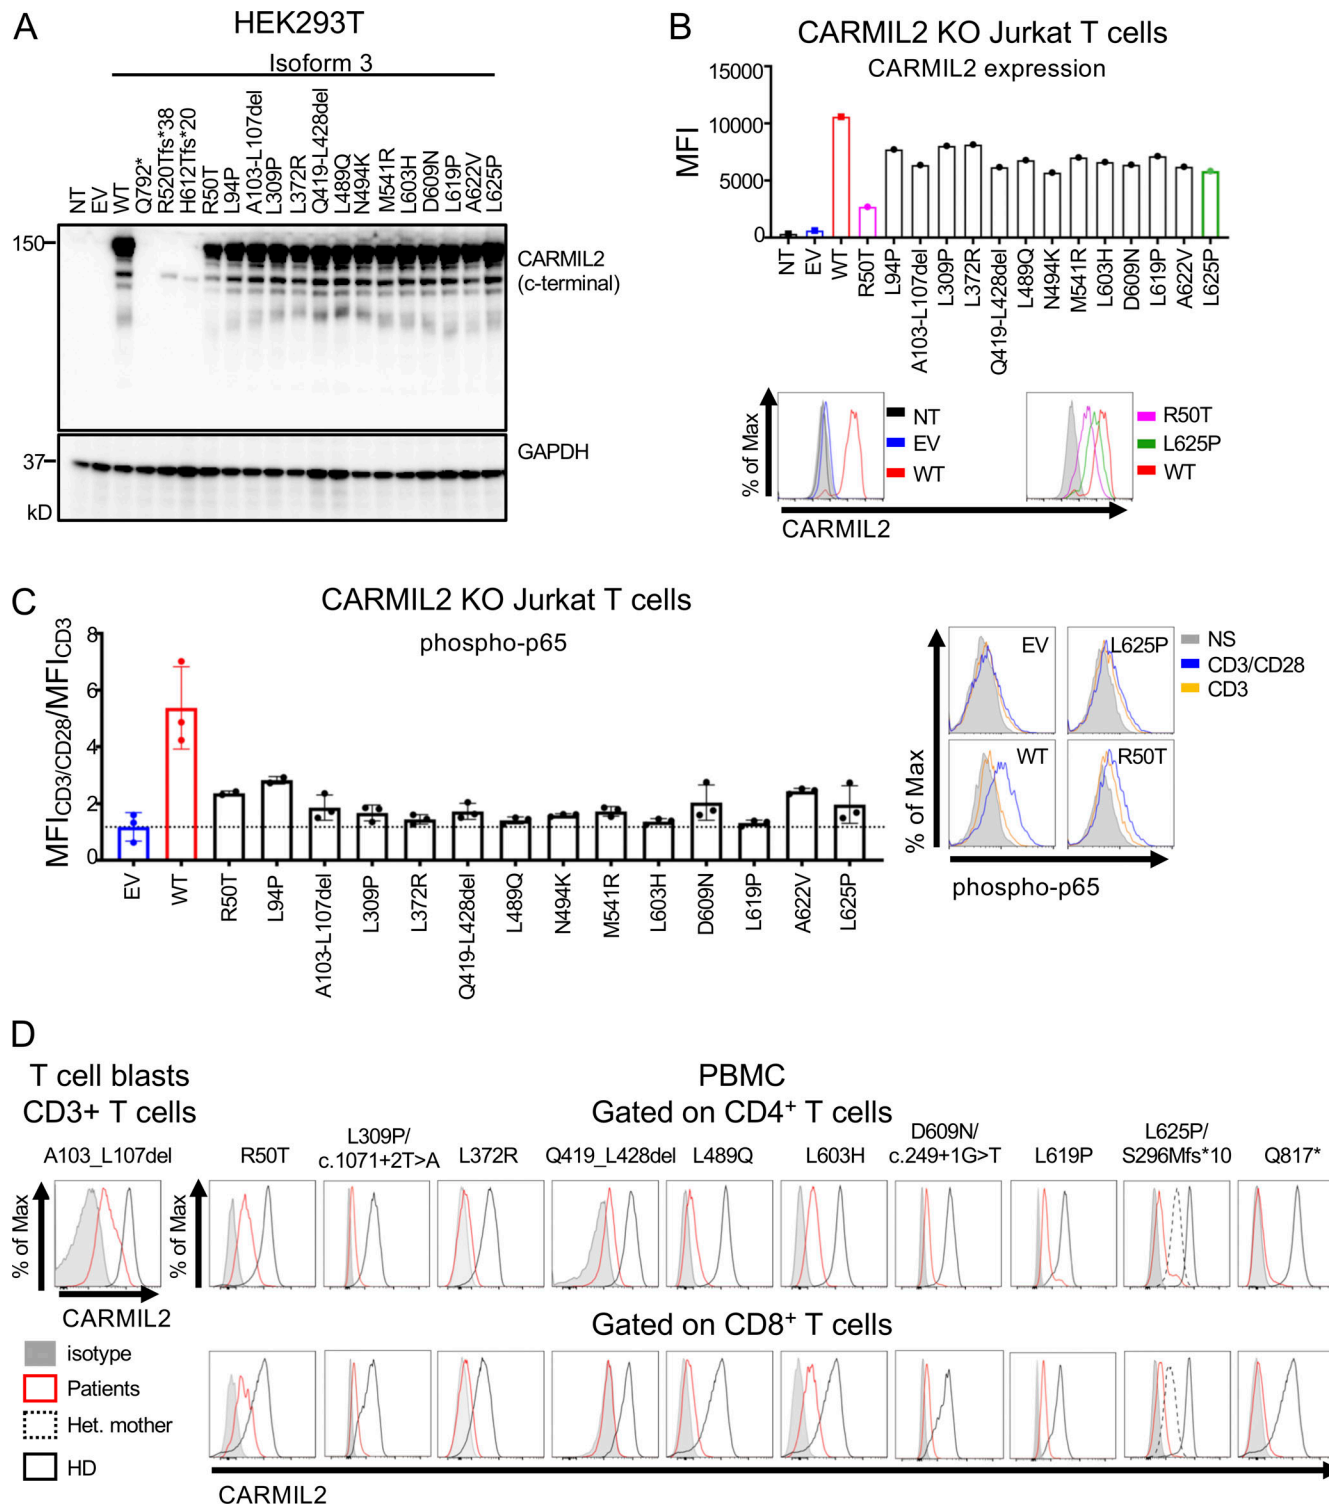 A
HEK293T
Isoform 3
NT
EV
WT
Q792*
R520Tfs*38
H612Tfs*20
R50T
L94P
A103-L107del
L309P
L372R
Q419-L428del
L489Q
N494K
M541R
L603H
D609N
L619P
A622V
L625P
150
CARMIL2
(c-terminal)
37
GAPDH
kD
B
CARMIL2 KO Jurkat T cells
CARMIL2 expression
MFI
15000
10000
5000
0
NT
EV
WT
R50T
L94P
A103-L107del
L309P
L372R
Q419-L428del
L489Q
N494K
M541R
L603H
D609N
L619P
A622V
L625P
% of Max
NT
EV
WT
R50T
L625P
WT
CARMIL2
C
CARMIL2 KO Jurkat T cells
phospho-p65
MFICD3/CD28/MFICD3
8
6
4
2
0
EV
WT
R50T
L94P
A103-L107del
L309P
L372R
Q419-L428del
L489Q
N494K
M541R
L603H
D609N
L619P
A622V
L625P
% of Max
EV
L625P
WT
R50T
NS
CD3/CD28
CD3
phospho-p65
D
T cell blasts
CD3+ T cells
A103_L107del
% of Max
CARMIL2
isotype
Patients
Het. mother
HD
PBMC
Gated on CD4+ T cells
R50T
L309P/
c.1071+2T>A
L372R
Q419_L428del
L489Q
L603H
D609N/
c.249+1G>T
L619P
L625P/
S296Mfs*10
Q817*
% of Max
Gated on CD8+ T cells
CARMIL2